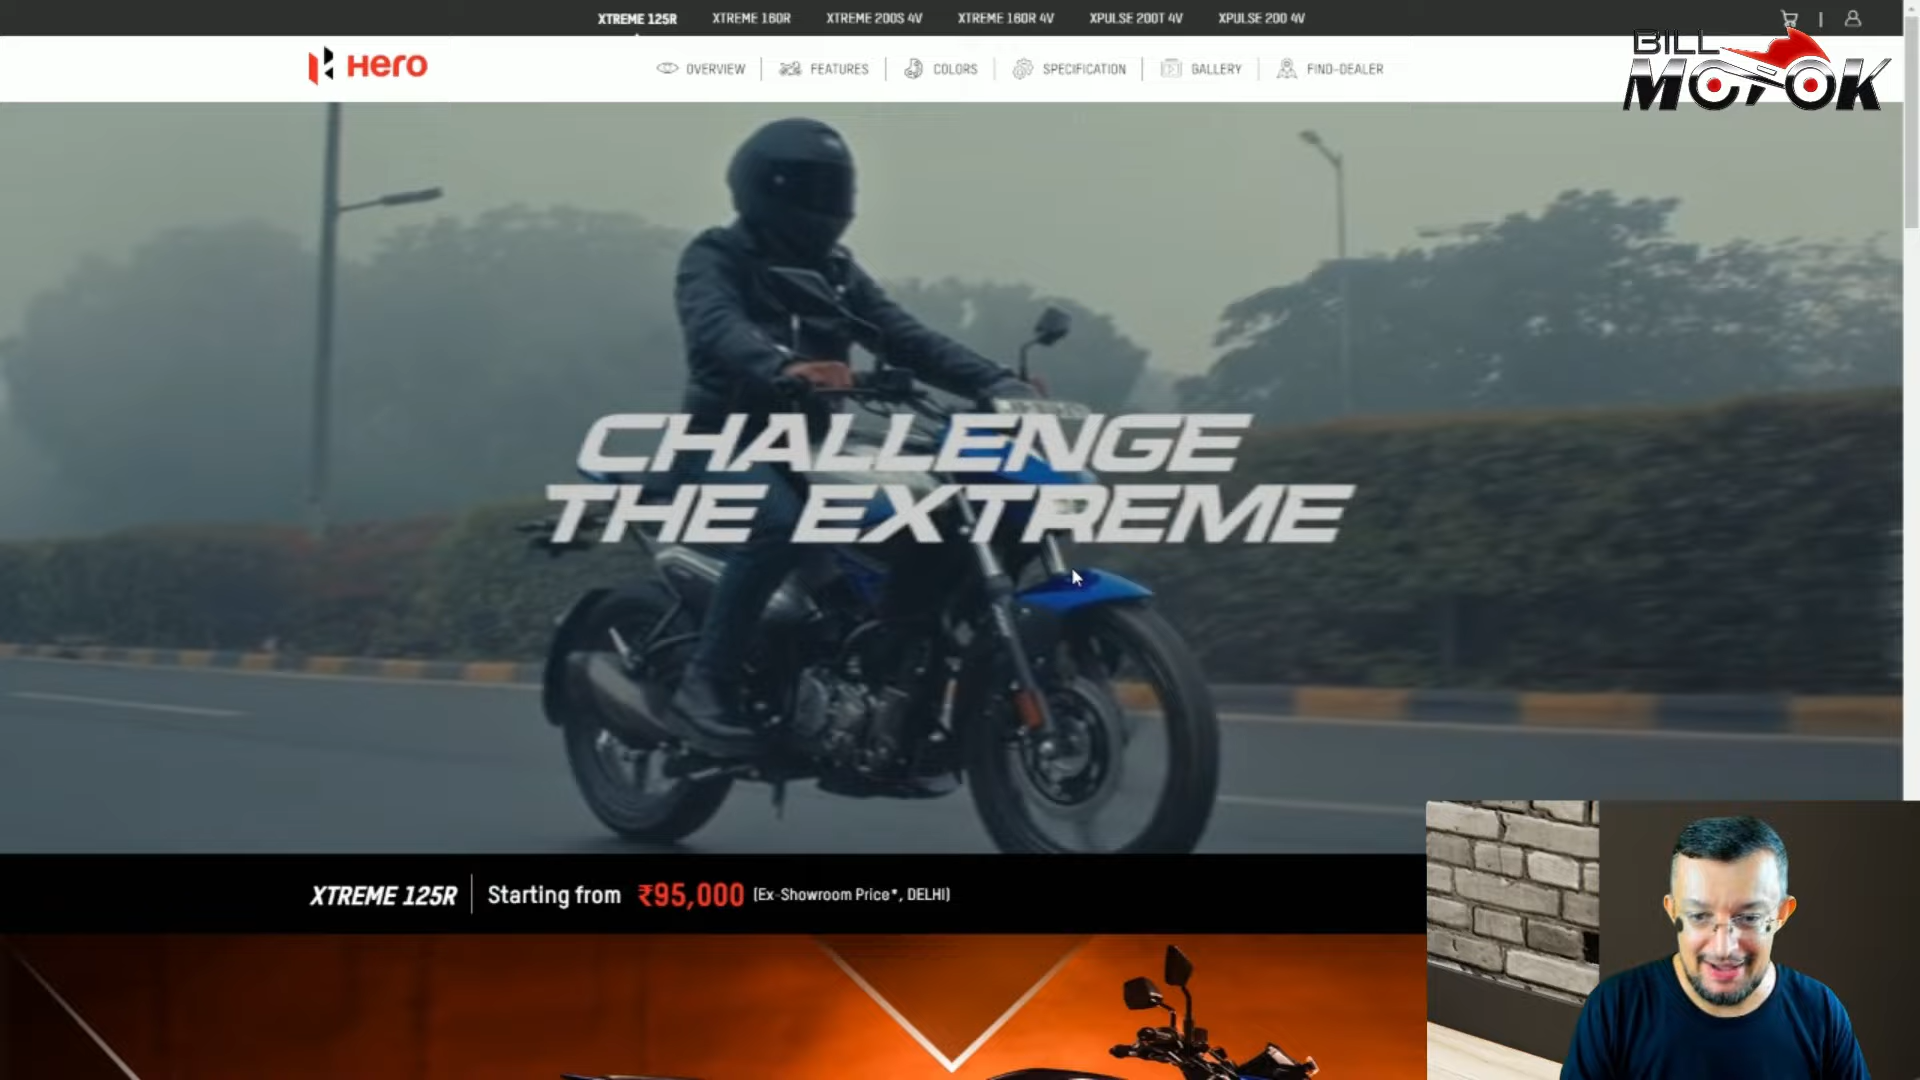 XTREME 125R XTREME 160R XTREME 200S 4V XTREME 160R 4V XPULSE 200T 4V XPULSE 200 4V
BILL
MOTOK
Hero
OVERVIEW FEATURES COLORS SPECIFICATION GALLERY FIND-DEALER
CHALLENGE
THE EXTREME
XTREME 125R Starting from ₹95,000 (Ex-Showroom Price*, DELHI)